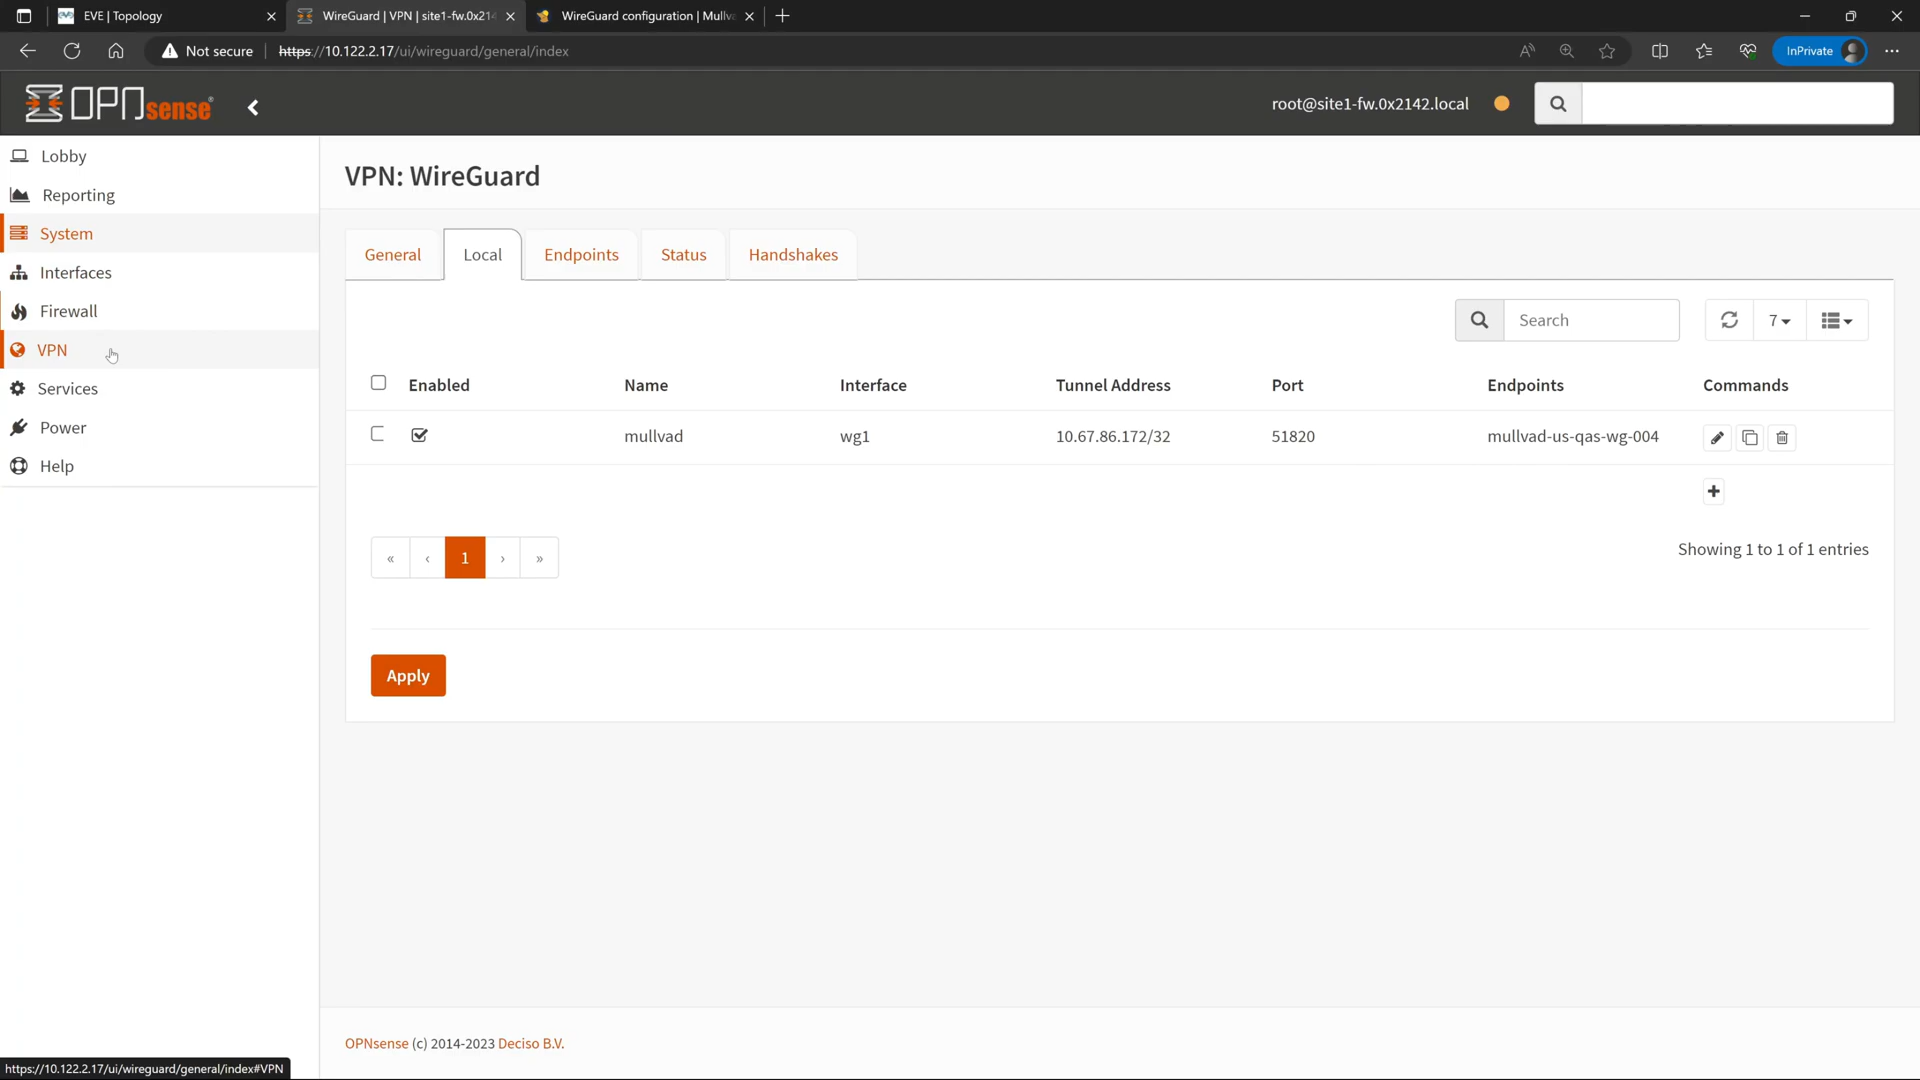 EVE | Topology
WireGuard | VPN | site1-fw.0x214
WireGuard configuration | Mullva
Not secure
https://10.122.2.17/ui/wireguard/general/index
InPrivate
OPNsense®
root@site1-fw.0x2142.local
Lobby
Reporting
System
Interfaces
Firewall
VPN
Services
Power
Help
VPN: WireGuard
General Local Endpoints Status Handshakes
Search
7
Enabled Name Interface Tunnel Address Port Endpoints Commands
mullvad wg1 10.67.86.172/32 51820 mullvad-us-qas-wg-004
« ‹ 1 › »
Showing 1 to 1 of 1 entries
Apply
OPNsense (c) 2014-2023 Deciso B.V.
https://10.122.2.17/ui/wireguard/general/index#VPN